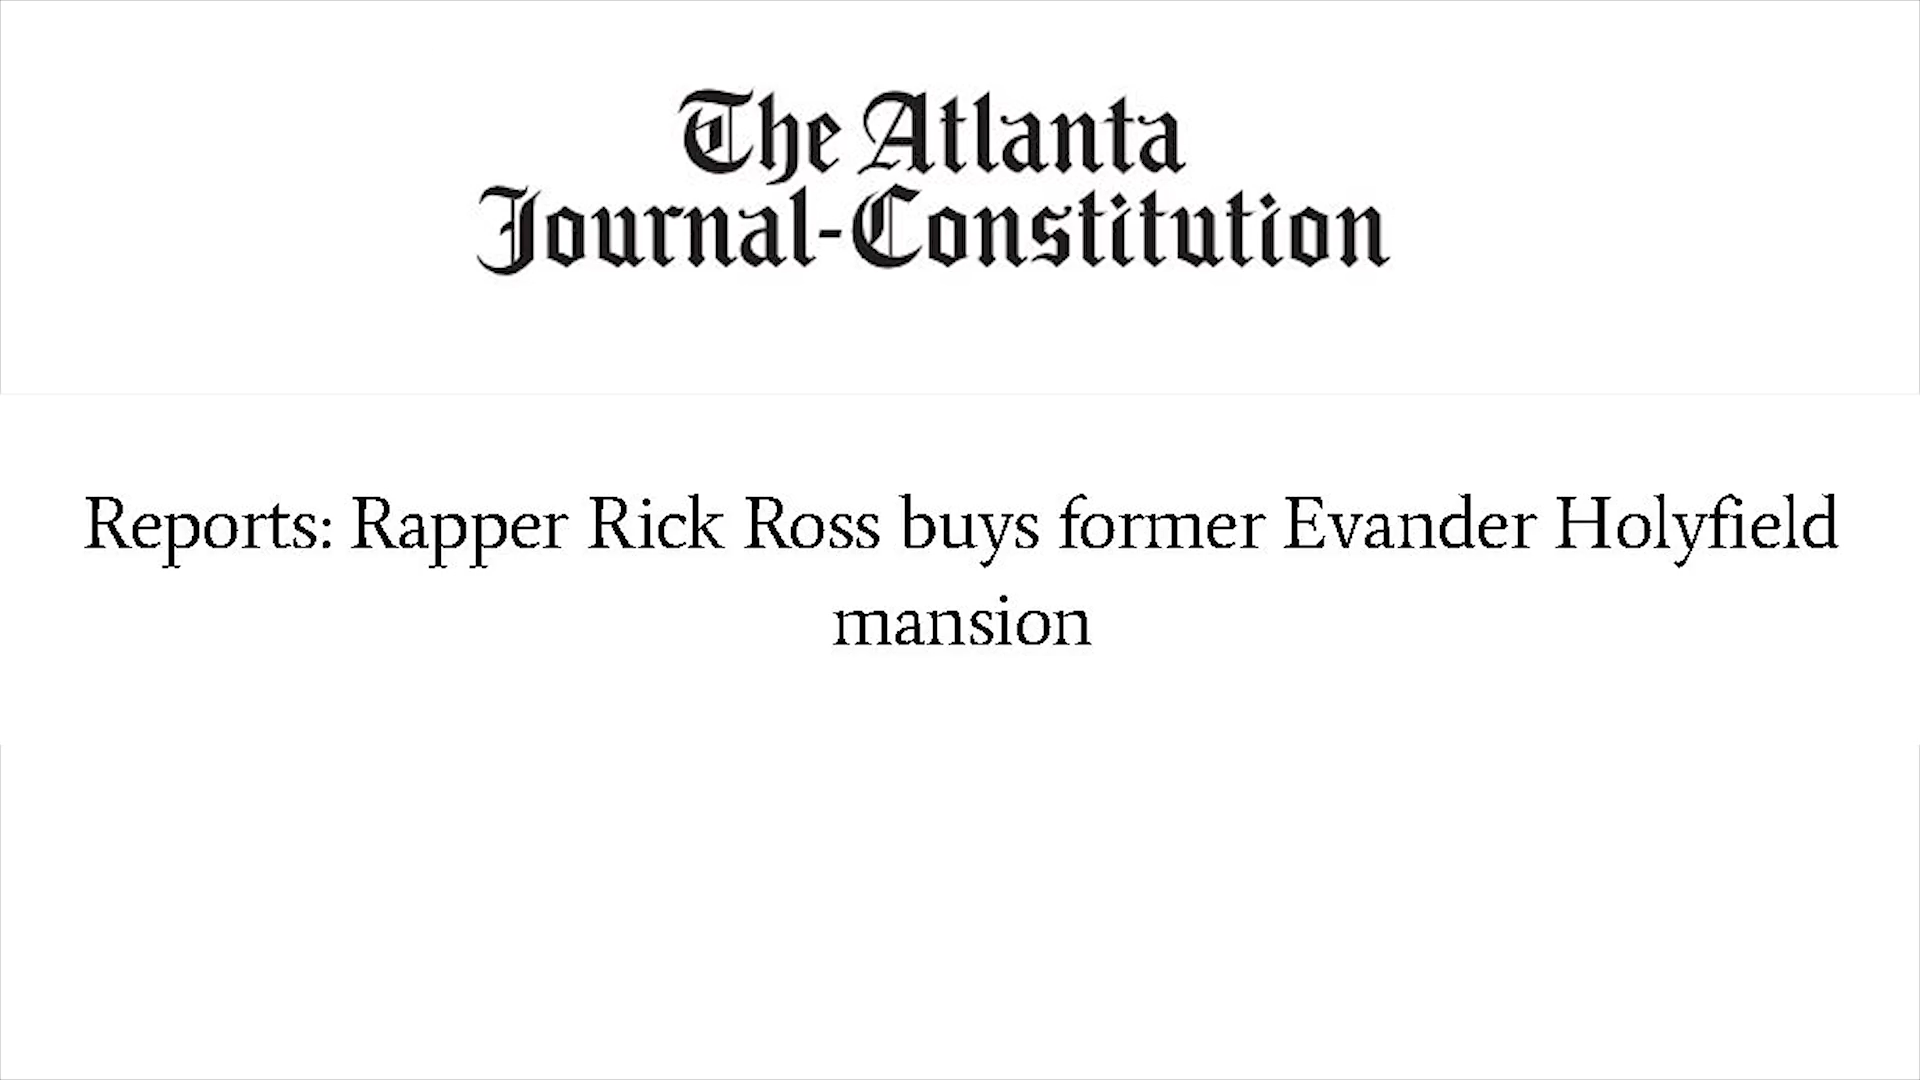 The Atlanta
Journal-Constitution
Reports: Rapper Rick Ross buys former Evander Holyfield
mansion